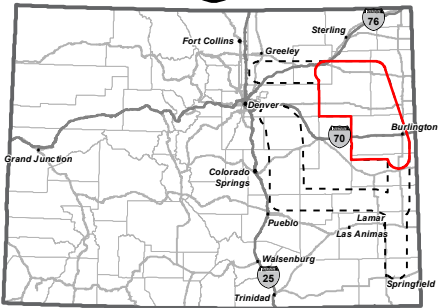 76
Sterling
Fort Collins
Greeley
Denver
Burlington
70
Grand Junction
Colorado
Springs
Pueblo
Lamar
Las Animas
Walsenburg
25
Springfield
Trinidad